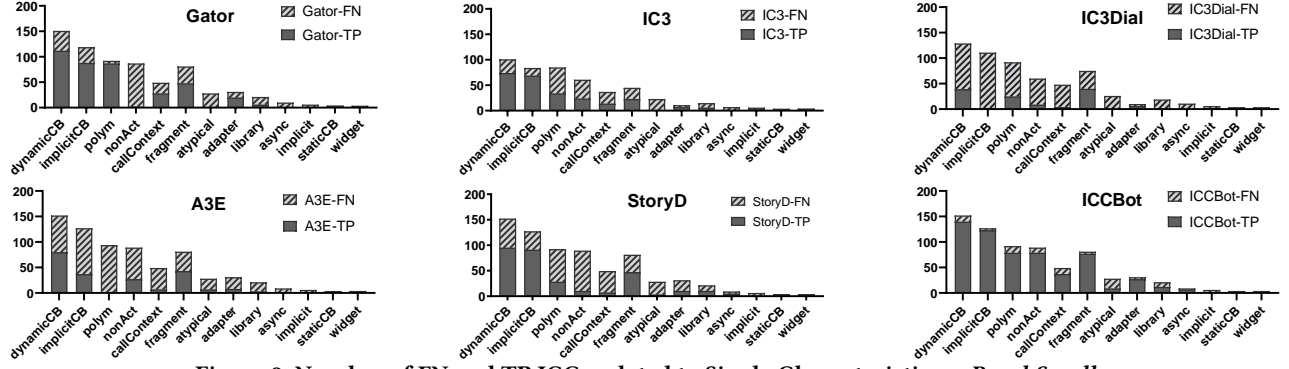 Gator
Gator-FN
Gator-TP
200
150
100
50
0
dynamicCB
implicitCB
polym
nonAct
callContext
fragment
atypical
adapter
library
async
implicit
staticCB
widget
IC3
IC3-FN
IC3-TP
200
150
100
50
0
dynamicCB
implicitCB
polym
nonAct
callContext
fragment
atypical
adapter
library
async
implicit
staticCB
widget
IC3Dial
IC3Dial-FN
IC3Dial-TP
200
150
100
50
0
dynamicCB
implicitCB
polym
nonAct
callContext
fragment
atypical
adapter
library
async
implicit
staticCB
widget
A3E
A3E-FN
A3E-TP
200
150
100
50
0
dynamicCB
implicitCB
polym
nonAct
callContext
fragment
atypical
adapter
library
async
implicit
staticCB
widget
StoryD
StoryD-FN
StoryD-TP
200
150
100
50
0
dynamicCB
implicitCB
polym
nonAct
callContext
fragment
atypical
adapter
library
async
implicit
staticCB
widget
ICCBot
ICCBot-FN
ICCBot-TP
200
150
100
50
0
dynamicCB
implicitCB
polym
nonAct
callContext
fragment
atypical
adapter
library
async
implicit
staticCB
widget